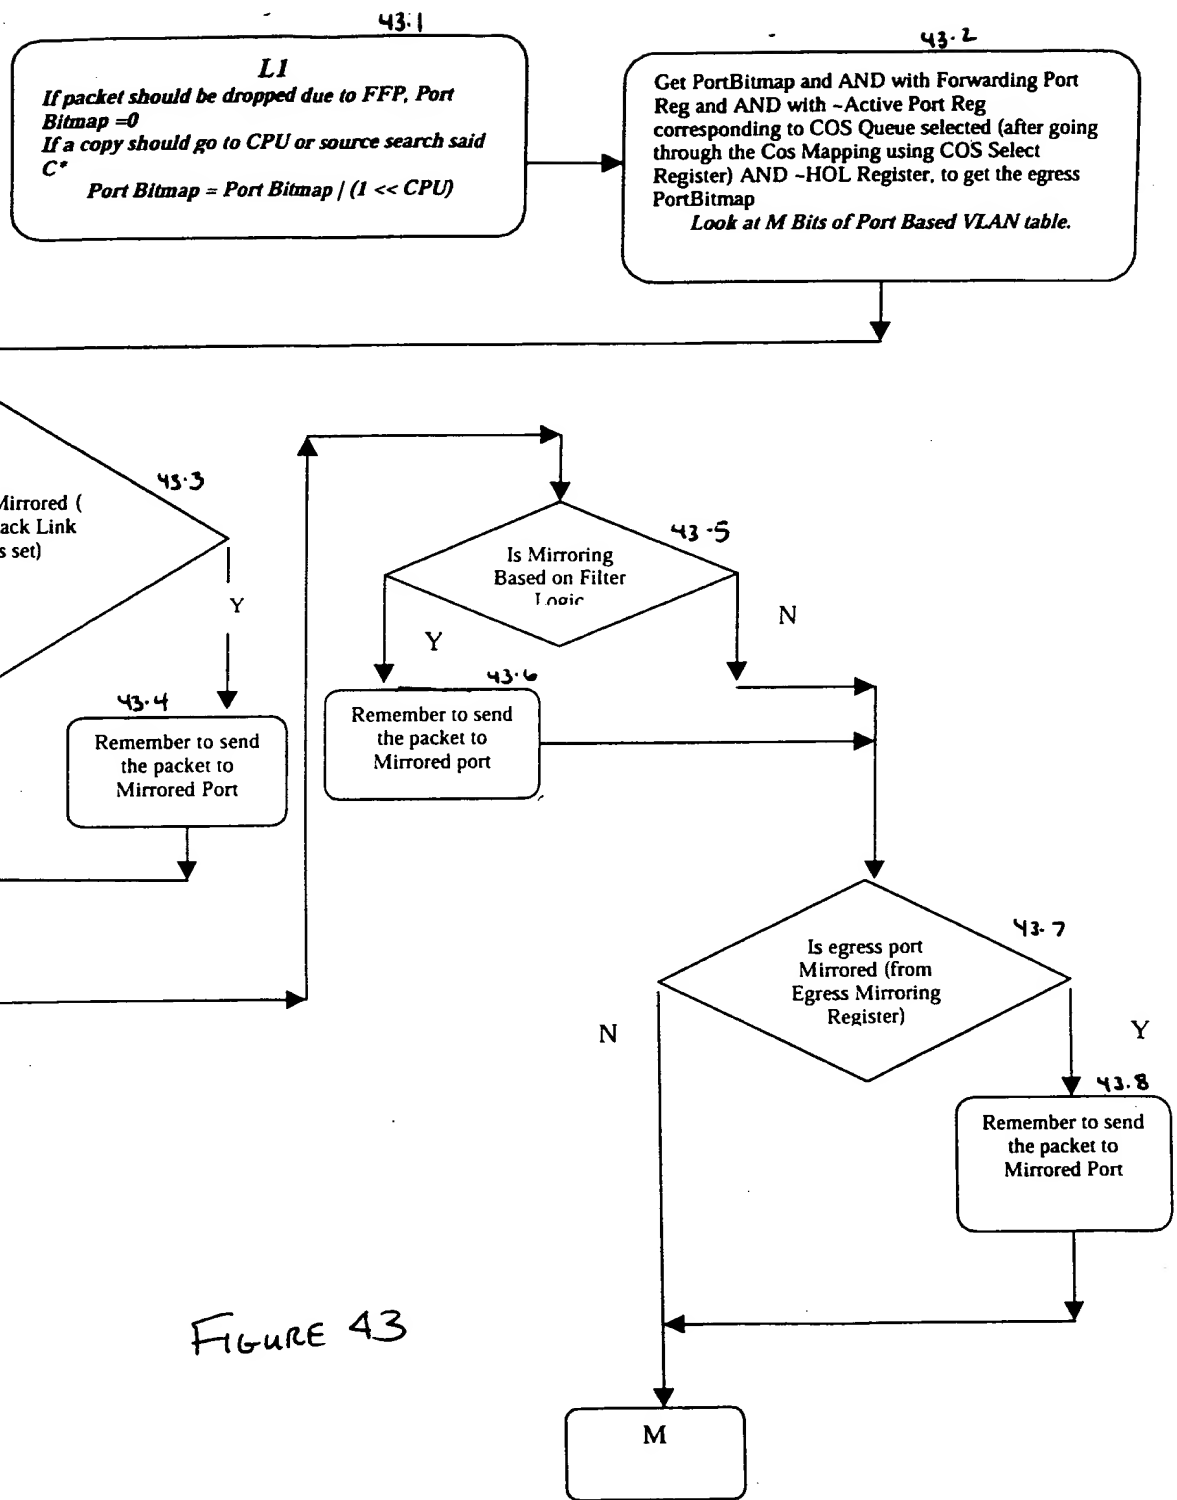 43.1
L1
If packet should be dropped due to FFP, Port
Bitmap =0
If a copy should go to CPU or source search said
C*
Port Bitmap = Port Bitmap / (1 << CPU)
43.2
Get PortBitmap and AND with Forwarding Port
Reg and AND with ~Active Port Reg
corresponding to COS Queue selected (after going
through the Cos Mapping using COS Select
Register) AND ~HOL Register, to get the egress
PortBitmap
Look at M Bits of Port Based VLAN table.
43.3
Mirrored (
ack Link
s set)
Y
43.4
Remember to send
the packet to
Mirrored Port
43.5
Is Mirroring
Based on Filter
Logic
Y
N
43.6
Remember to send
the packet to
Mirrored port
43.7
Is egress port
Mirrored (from
Egress Mirroring
Register)
N
Y
43.8
Remember to send
the packet to
Mirrored Port
FIGURE 43
M